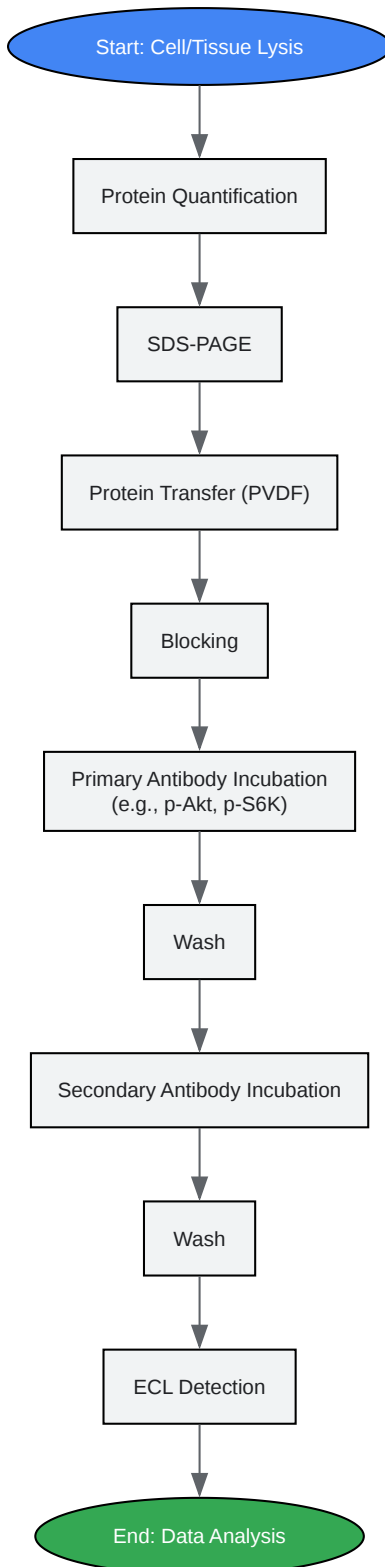 Start: Cell/Tissue Lysis
Protein Quantification
SDS-PAGE
Protein Transfer (PVDF)
Blocking
Primary Antibody Incubation
(e.g., p-Akt, p-S6K)
Wash
Secondary Antibody Incubation
Wash
ECL Detection
End: Data Analysis